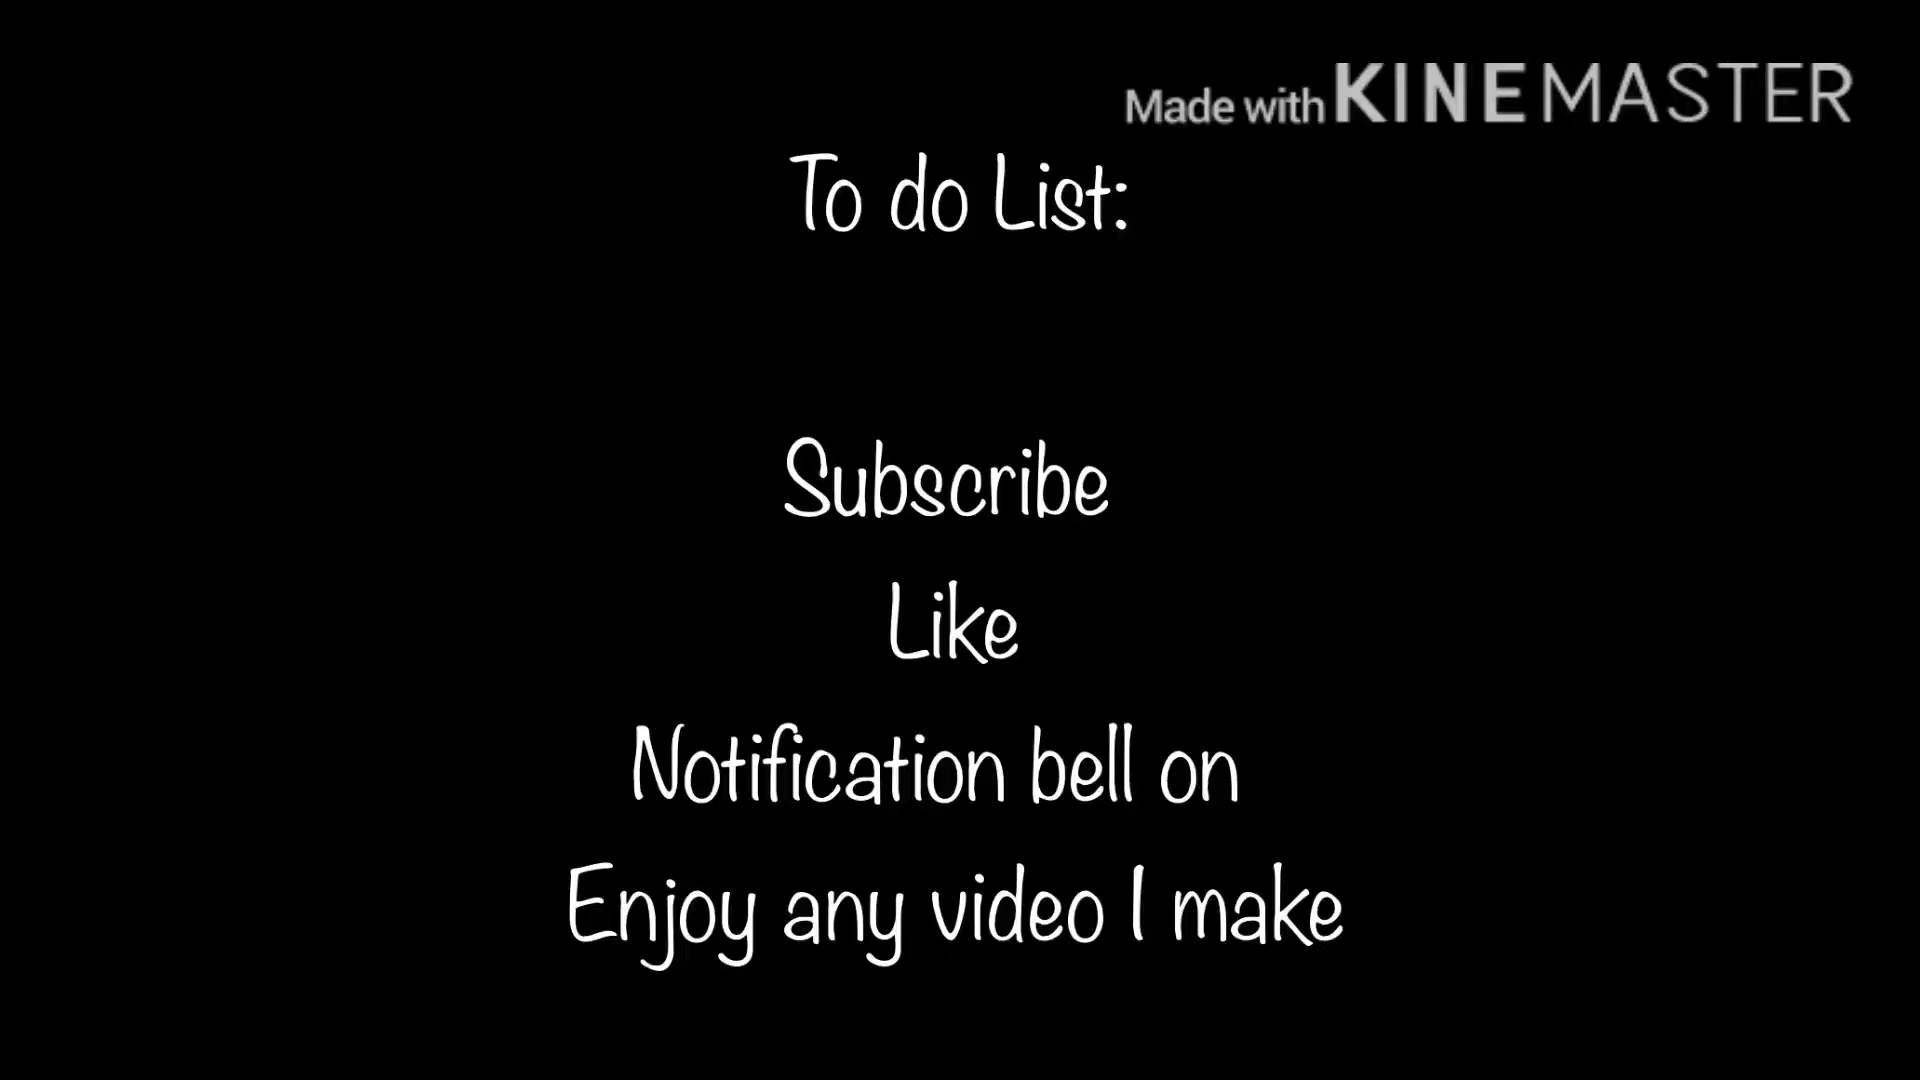 Made with KINEMASTER
To do List:
Subscribe
Like
Notification bell on
Enjoy any video I make